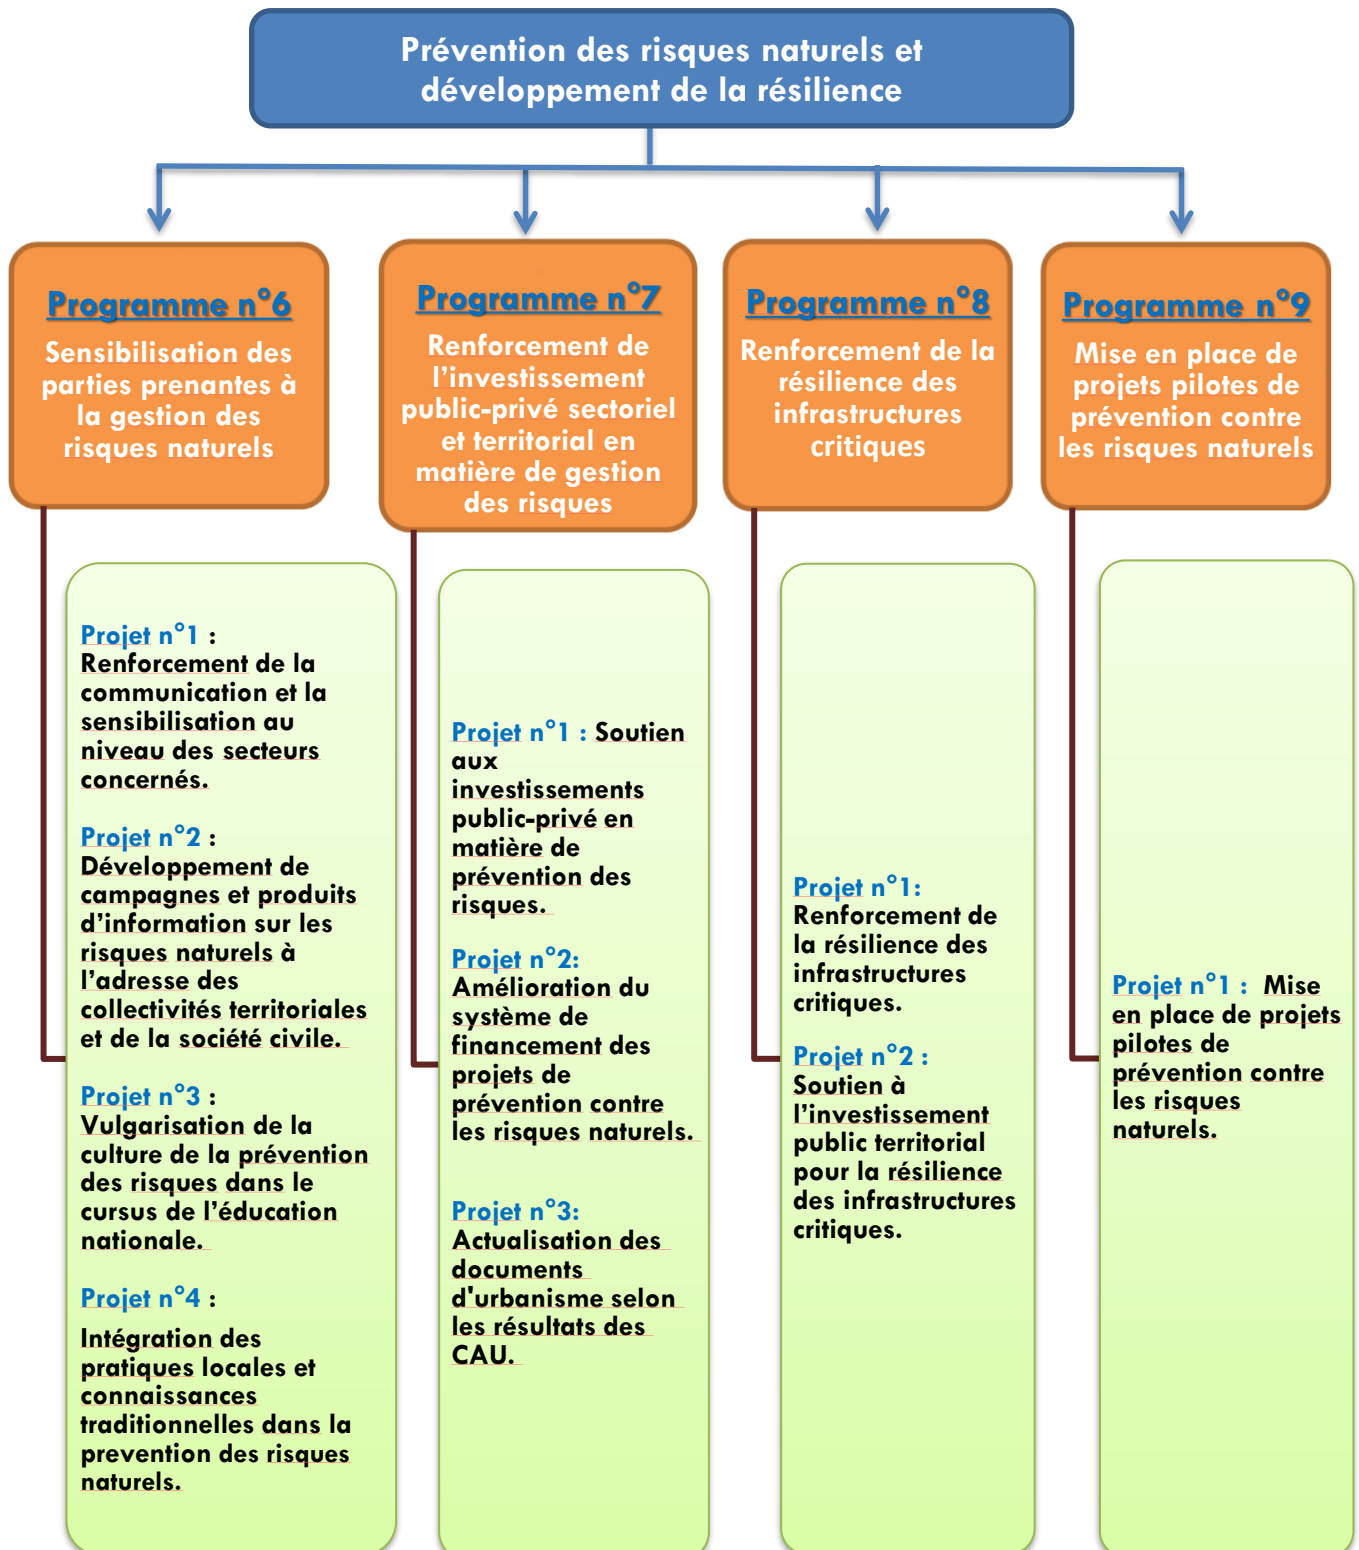 Prévention des risques naturels et
développement de la résilience
Programme n°6
Sensibilisation des
parties prenantes à
la gestion des
risques naturels
Programme n°7
Renforcement de
l’investissement
public-privé sectoriel
et territorial en
matière de gestion
des risques
Programme n°8
Renforcement de la
résilience des
infrastructures
critiques
Programme n°9
Mise en place de
projets pilotes de
prévention contre
les risques naturels
Projet n°1 :
Renforcement de la
communication et la
sensibilisation au
niveau des secteurs
concernés.
Projet n°2 :
Développement de
campagnes et produits
d’information sur les
risques naturels à
l’adresse des
collectivités territoriales
et de la société civile.
Projet n°3 :
Vulgarisation de la
culture de la prévention
des risques dans le
cursus de l’éducation
nationale.
Projet n°4 :
Intégration des
pratiques locales et
connaissances
traditionnelles dans la
prevention des risques
naturels.
Projet n°1 : Soutien
aux
investissements
public-privé en
matière de
prévention des
risques.
Projet n°2:
Amélioration du
système de
financement des
projets de
prévention contre
les risques naturels.
Projet n°3:
Actualisation des
documents
d'urbanisme selon
les résultats des
CAU.
Projet n°1:
Renforcement de
la résilience des
infrastructures
critiques.
Projet n°2 :
Soutien à
l’investissement
public territorial
pour la résilience
des infrastructures
critiques.
Projet n°1 : Mise
en place de projets
pilotes de
prévention contre
les risques
naturels.